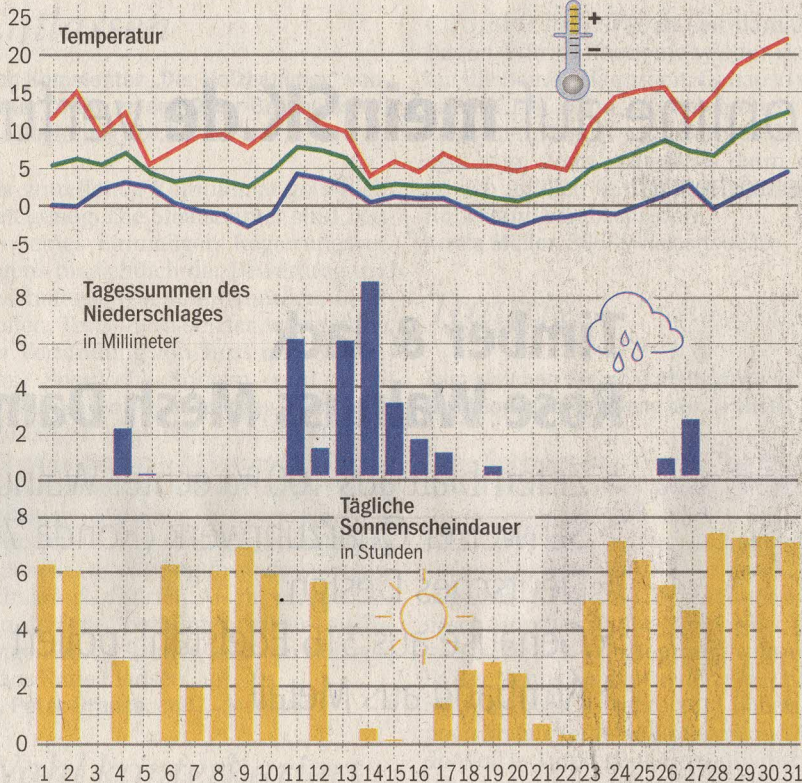 25
Temperatur
+
−
20
15
10
5
0
-5
Tagessummen des
Niederschlages
in Millimeter
8
6
4
2
0
Tägliche
Sonnenscheindauer
in Stunden
8
6
4
2
0
1 2 3 4 5 6 7 8 9 10 11 12 13 14 15 16 17 18 19 20 21 22 23 24 25 26 27 28 29 30 31